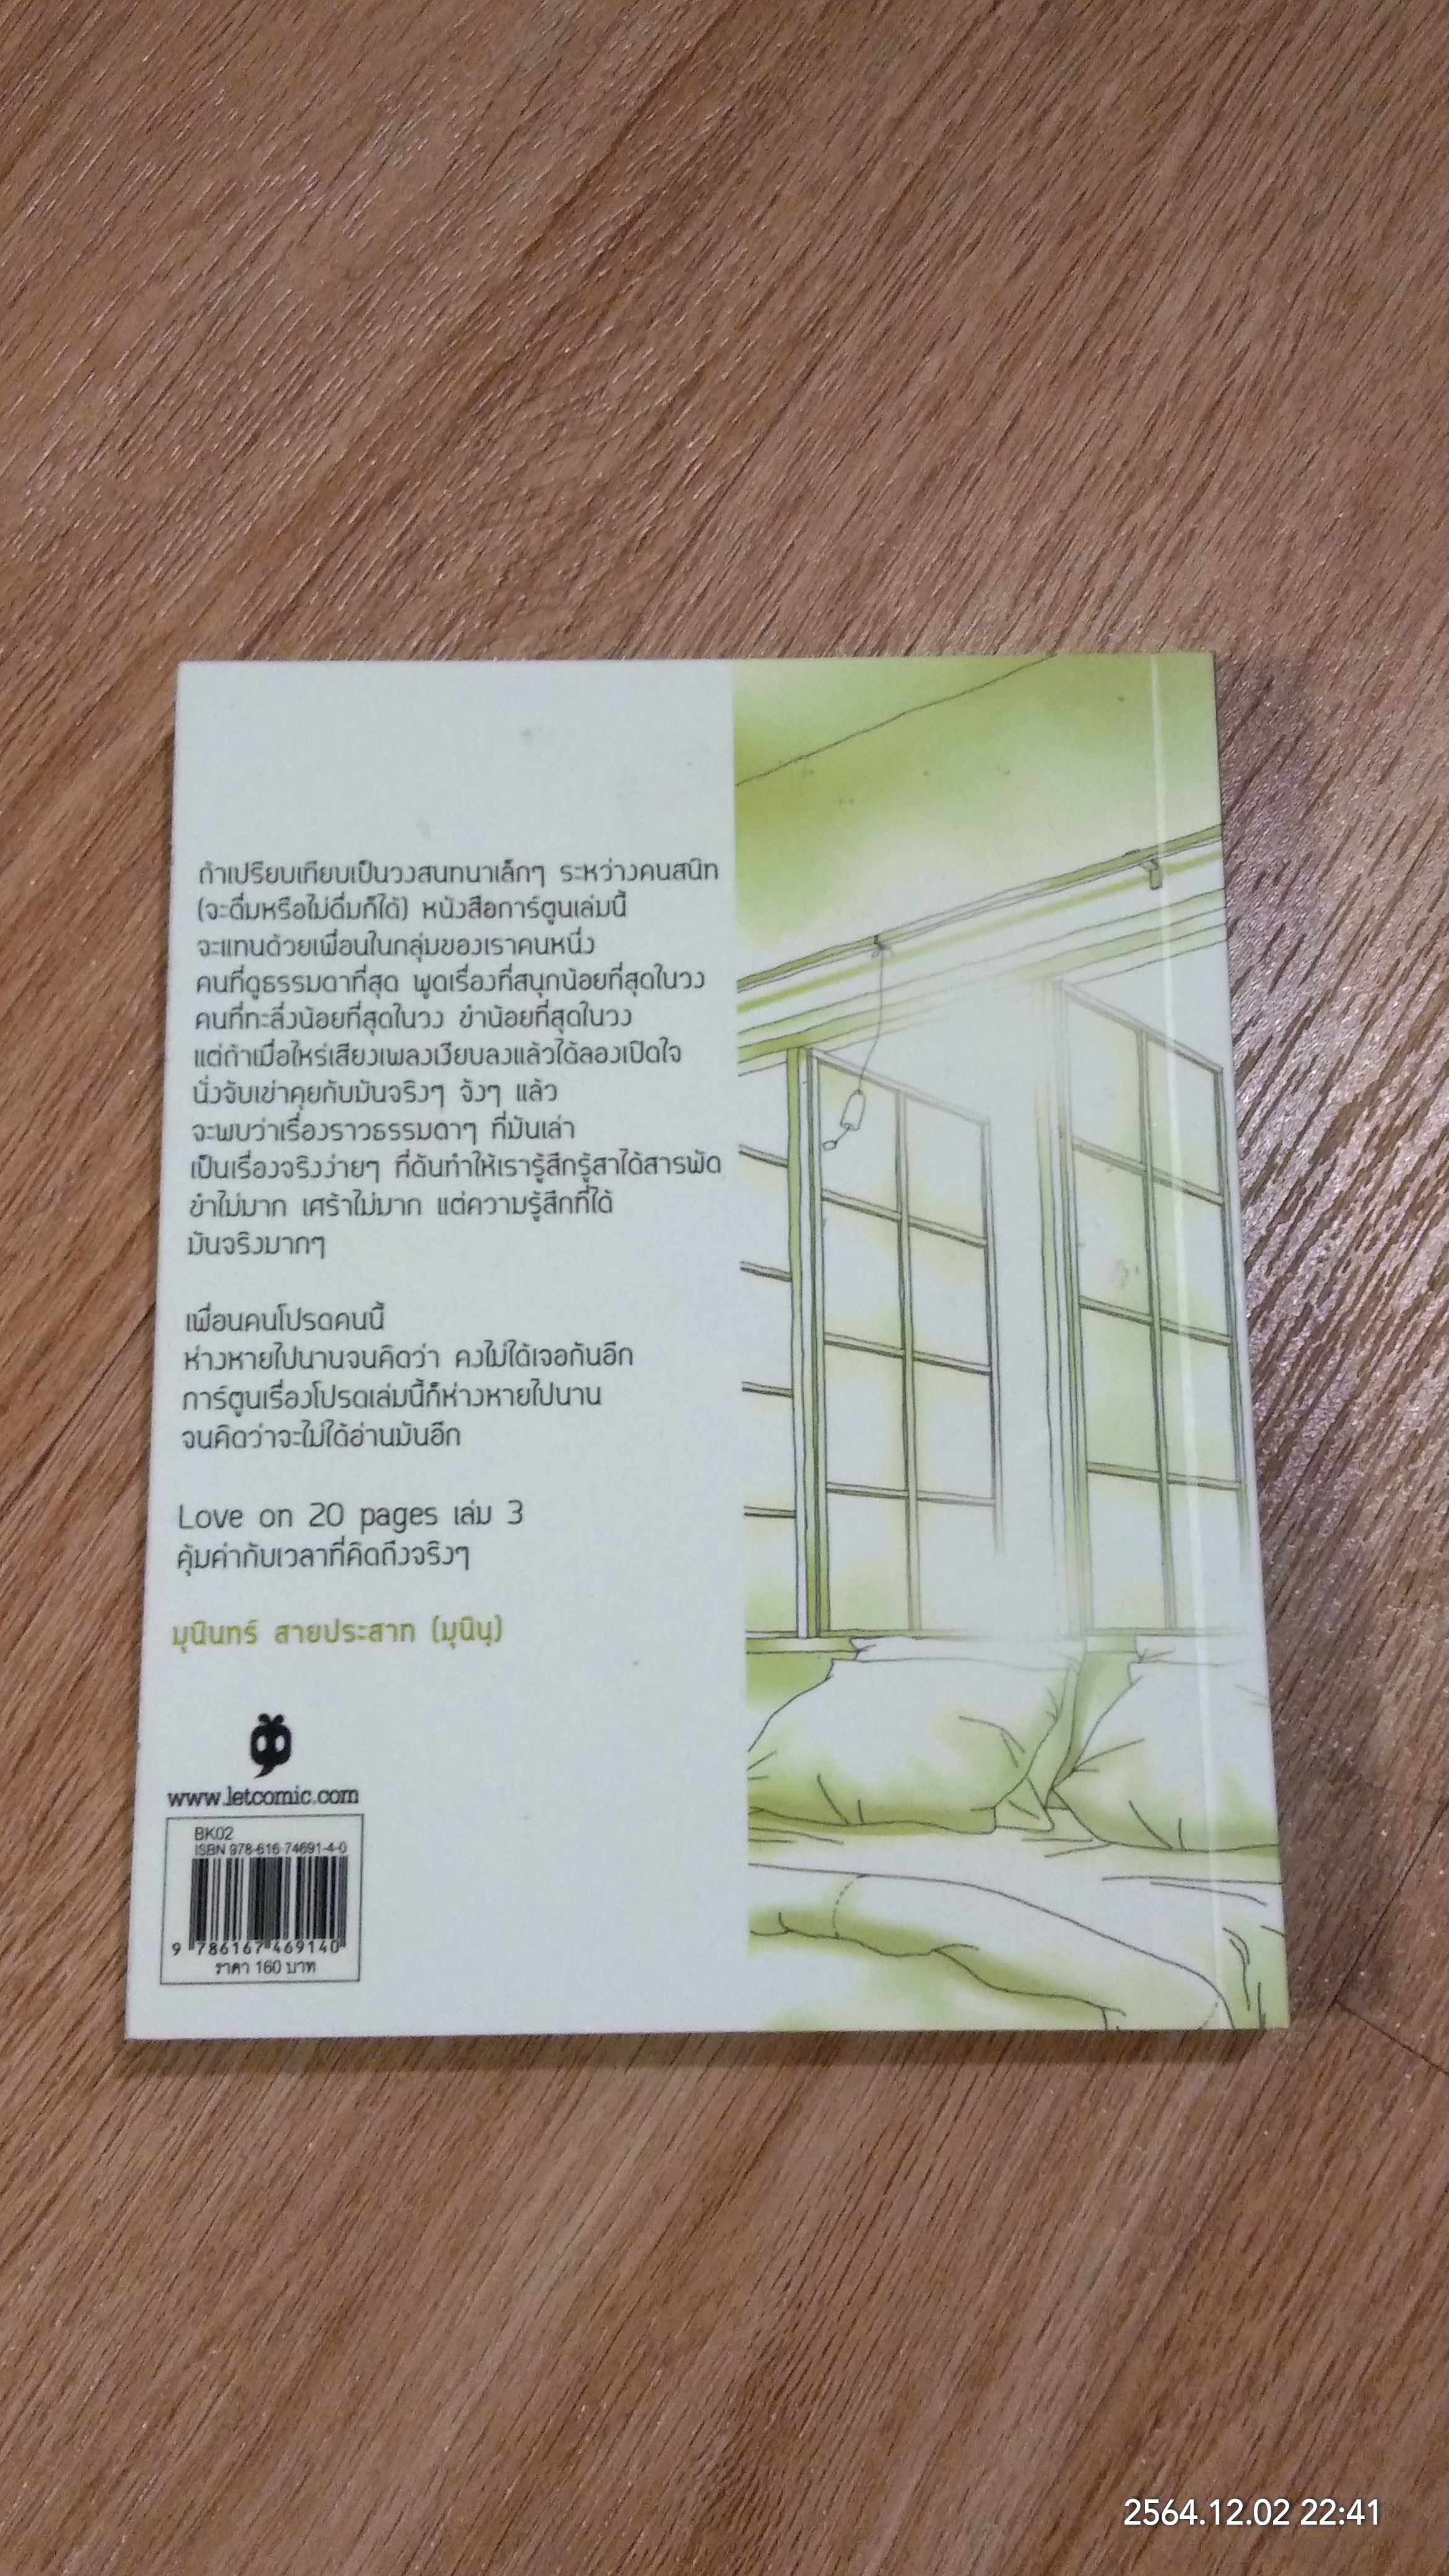 ถ้าเปรียบเทียบเป็นวงสนทนาเล็กๆ ระหว่างคนสนิท
(จะดื่มหรือไม่ดื่มก็ได้) หนังสือการ์ตูนเล่มนี้
จะแทนด้วยเพื่อนในกลุ่มของเราคนหนึ่ง
คนที่ดูธรรมดาที่สุด พูดเรื่องที่สนุกน้อยที่สุดในวง
คนที่ทะลึ่งน้อยที่สุดในวง ขำน้อยที่สุดในวง
แต่ถ้าเมื่อไหร่เสียงเพลงเงียบลงแล้วได้ลองเปิดใจ
นั่งจับเข่าคุยกับมันจริงๆ จังๆ แล้ว
จะพบว่าเรื่องราวธรรมดาๆ ที่มันเล่า
เป็นเรื่องจริงง่ายๆ ที่ดันทำให้เรารู้สึกรู้สาได้สารพัด
ขำไม่มาก เศร้าไม่มาก แต่ความรู้สึกที่ได้
มันจริงมากๆ
เพื่อนคนโปรดคนนี้
ห่างหายไปนานจนคิดว่า คงไม่ได้เจอกันอีก
การ์ตูนเรื่องโปรดเล่มนี้ก็ห่างหายไปนาน
จนคิดว่าจะไม่ได้อ่านมันอีก
Love on 20 pages เล่ม 3
คุ้มค่ากับเวลาที่คิดถึงจริงๆ
มุนินทร์ สายประสาท (มุนินฺ)
www.letcomic.com
BK02
ISBN 978-616-74691-4-0
9 786167 469140
ราคา 160 บาท
2564.12.02 22:41